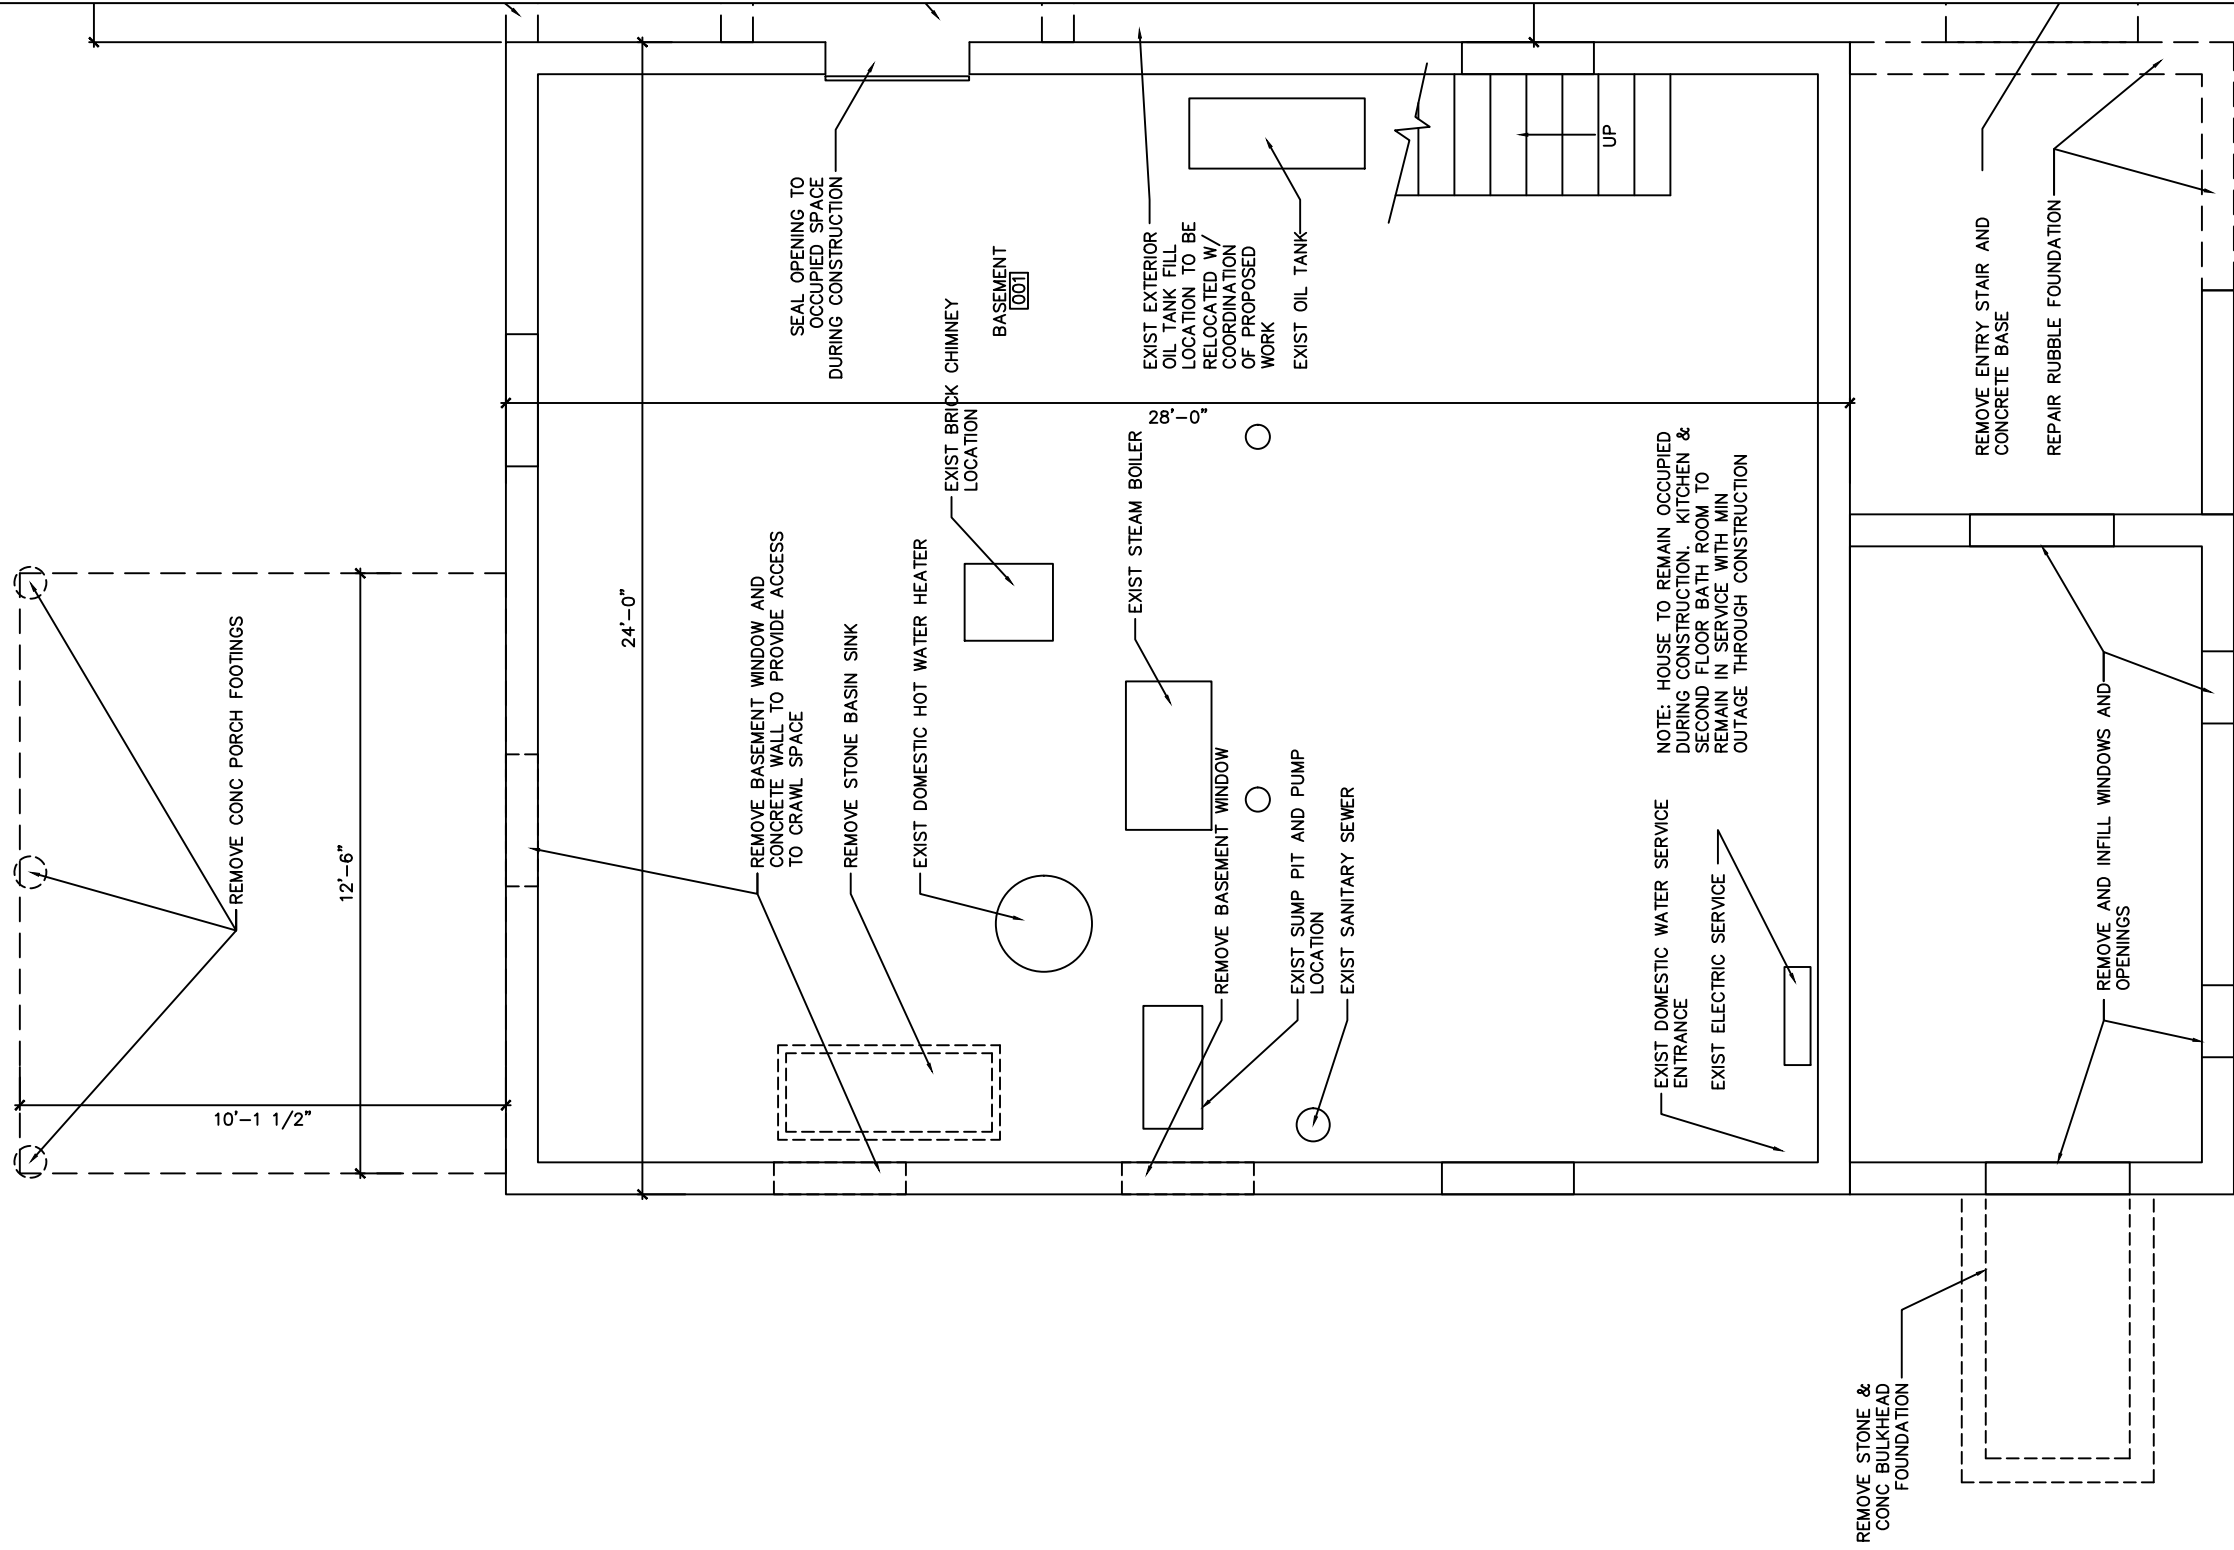 REMOVE CONC PORCH FOOTINGS
10'-1 1/2"
12'-6"
24'-0"
28'-0"
SEAL OPENING TO
OCCUPIED SPACE
DURING CONSTRUCTION
REMOVE BASEMENT WINDOW AND
CONCRETE WALL TO PROVIDE ACCESS
TO CRAWL SPACE
REMOVE STONE BASIN SINK
EXIST DOMESTIC HOT WATER HEATER
EXIST BRICK CHIMNEY
LOCATION
BASEMENT
001
EXIST STEAM BOILER
EXIST EXTERIOR
OIL TANK FILL
LOCATION TO BE
RELOCATED W/
COORDINATION
OF PROPOSED
WORK
EXIST OIL TANK
REMOVE BASEMENT WINDOW
EXIST SUMP PIT AND PUMP
LOCATION
EXIST SANITARY SEWER
UP
NOTE: HOUSE TO REMAIN OCCUPIED
DURING CONSTRUCTION. KITCHEN &
SECOND FLOOR BATH ROOM TO
REMAIN IN SERVICE WITH MIN
OUTAGE THROUGH CONSTRUCTION
EXIST DOMESTIC WATER SERVICE
ENTRANCE
EXIST ELECTRIC SERVICE
REMOVE ENTRY STAIR AND
CONCRETE BASE
REPAIR RUBBLE FOUNDATION
REMOVE AND INFILL WINDOWS AND
OPENINGS
REMOVE STONE &
CONC BULKHEAD
FOUNDATION